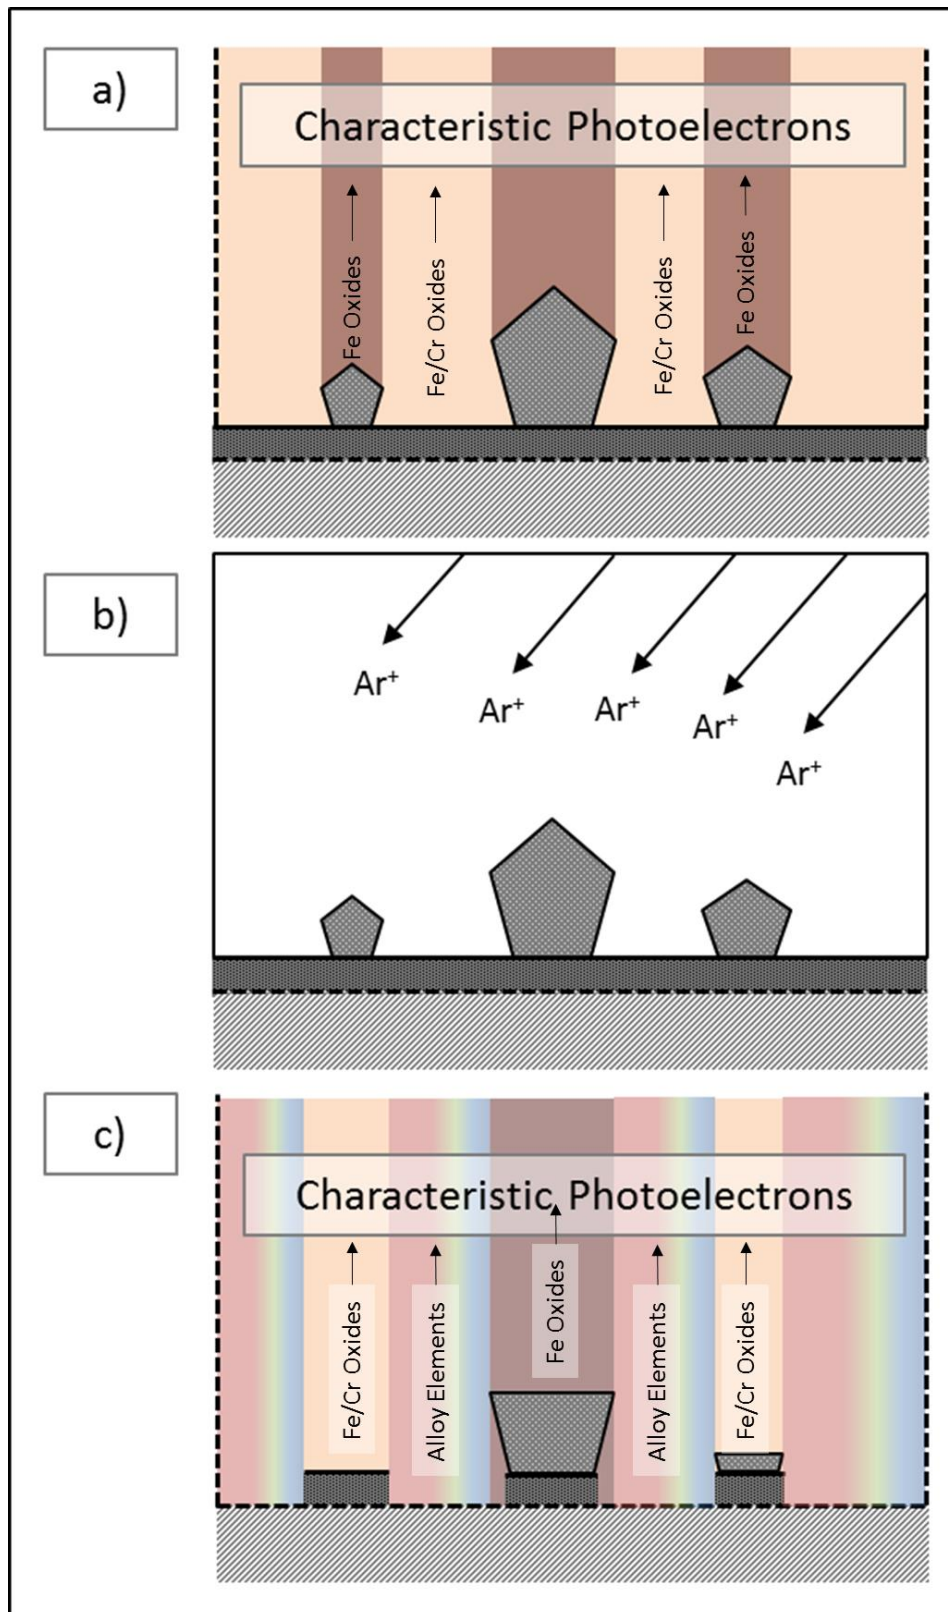 a)
Characteristic Photoelectrons
Fe Oxides
Fe/Cr Oxides
Fe/Cr Oxides
Fe Oxides
b)
Ar⁺
Ar⁺
Ar⁺
Ar⁺
Ar⁺
c)
Characteristic Photoelectrons
Fe/Cr Oxides
Alloy Elements
Fe Oxides
Alloy Elements
Fe/Cr Oxides